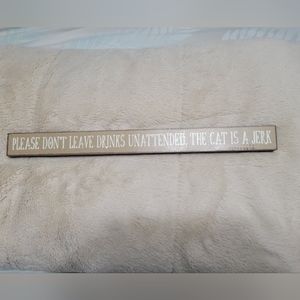 PLEASE DON'T LEAVE DRINKS UNATTENDED, THE CAT IS A JERK